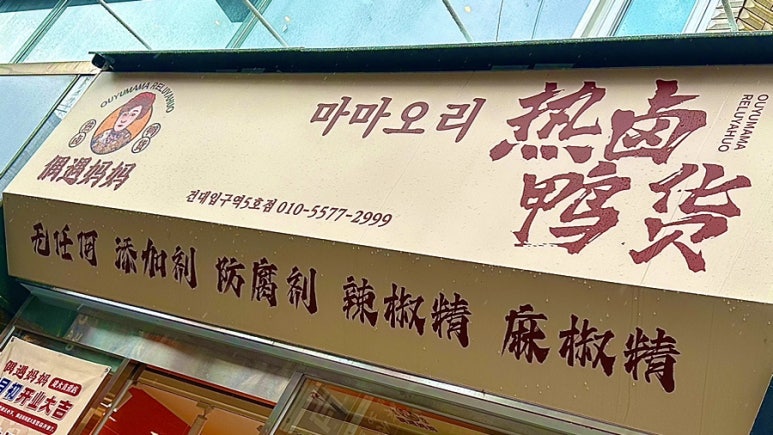 OUYUMAMA RELUYAHUO
偶遇妈妈
마마오리
건대입구역5호점 010-5577-2999
热卤
鸭货
OUYUMAMA
RELUYAHUO
毛任何 添加剂 防腐剂 辣椒精 麻椒精
偶遇妈妈
开业大吉